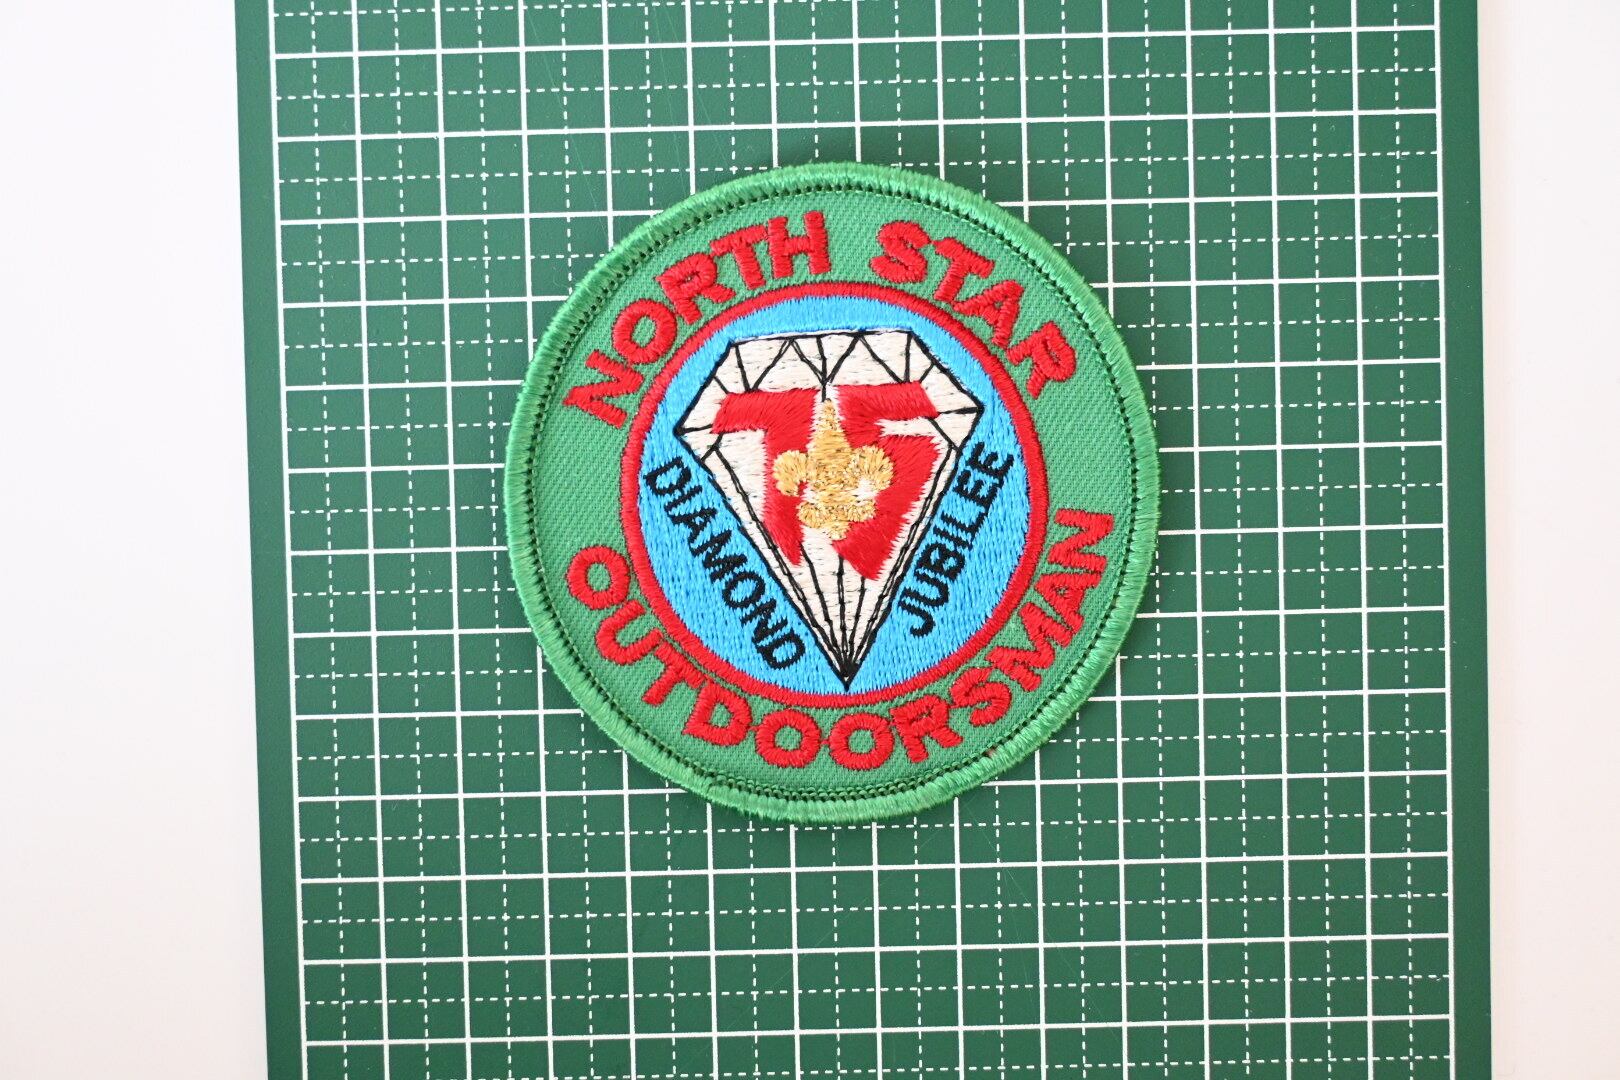 NORTH STAR
75
DIAMOND
JUBILEE
OUTDOORSMAN